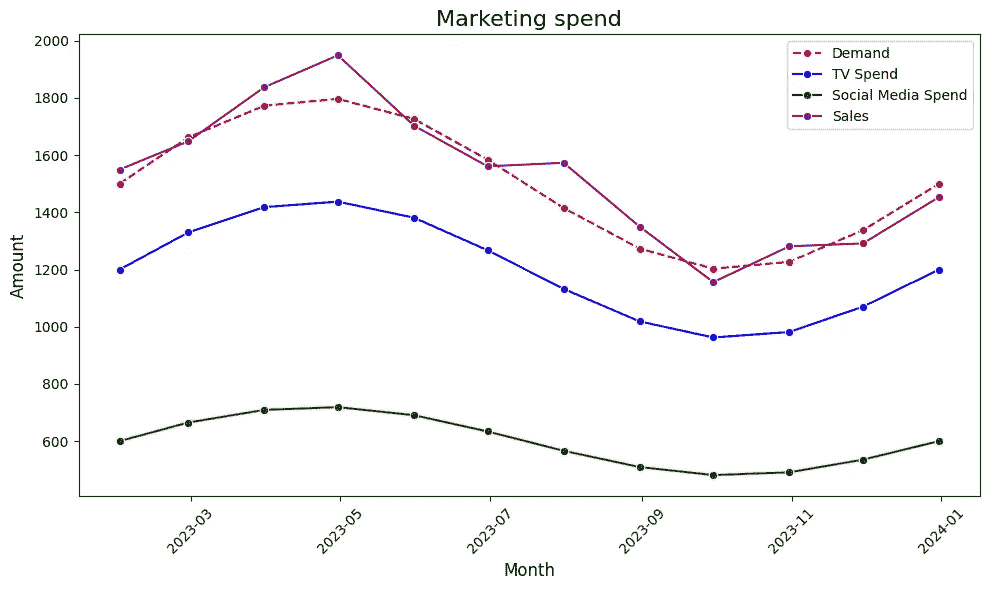 Marketing spend
2000
1800
1600
1400
1200
1000
800
600
Amount
Demand
TV Spend
Social Media Spend
Sales
2023-03
2023-05
2023-07
2023-09
2023-11
2024-01
Month